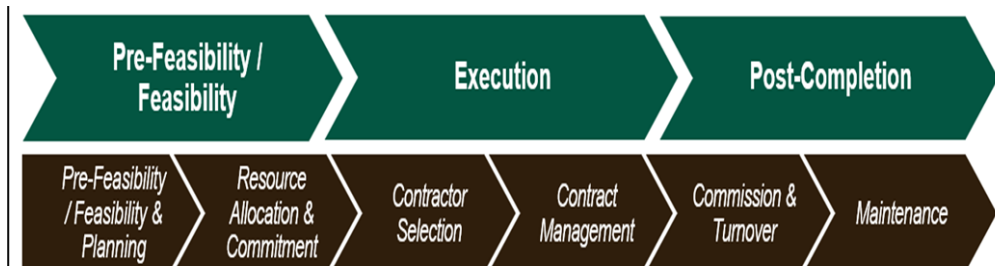 Pre-Feasibility /
Feasibility
Execution
Post-Completion
Pre-Feasibility
/ Feasibility &
Planning
Resource
Allocation &
Commitment
Contractor
Selection
Contract
Management
Commission &
Turnover
Maintenance